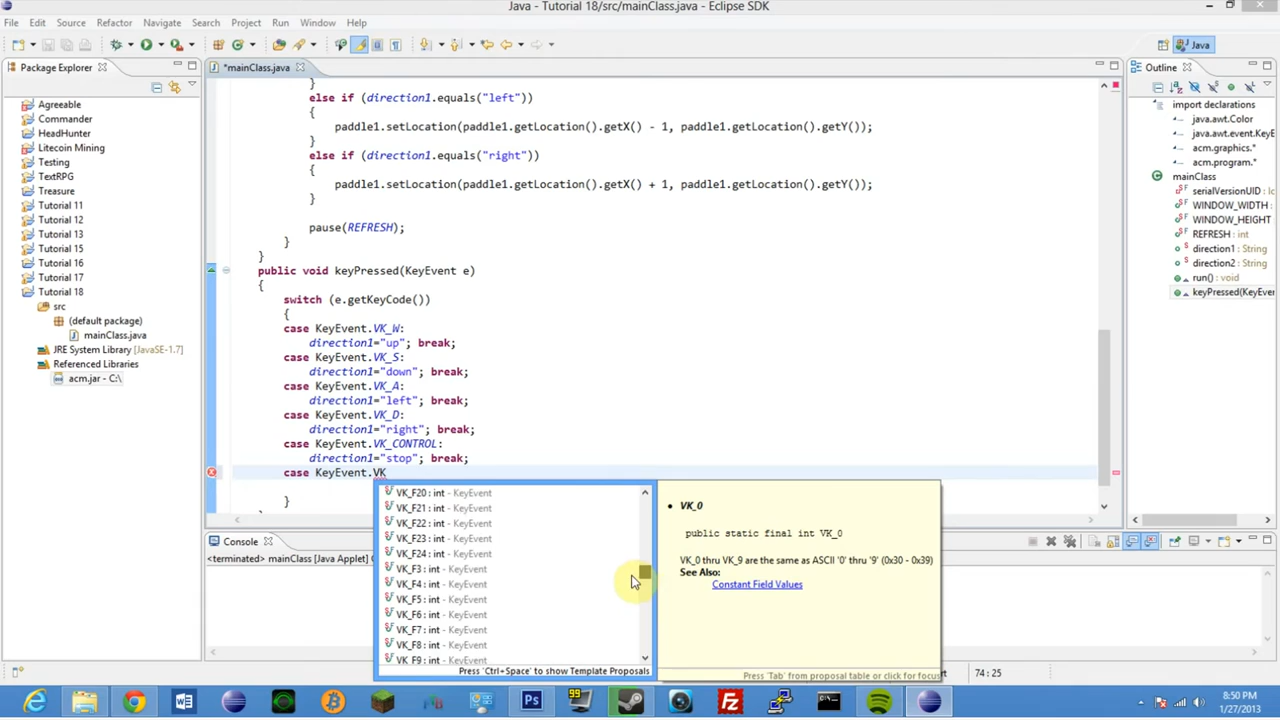 Java - Tutorial 18/src/mainClass.java - Eclipse SDK
File Edit Source Refactor Navigate Search Project Run Window Help
Java
Package Explorer
*mainClass.java
Outline
Agreeable
Commander
HeadHunter
Litecoin Mining
Testing
TextRPG
Treasure
Tutorial 11
Tutorial 12
Tutorial 13
Tutorial 15
Tutorial 16
Tutorial 17
Tutorial 18
src
(default package)
mainClass.java
JRE System Library [JavaSE-1.7]
Referenced Libraries
acm.jar - C:\
}
else if (direction1.equals("left"))
{
paddle1.setLocation(paddle1.getLocation().getX() - 1, paddle1.getLocation().getY());
}
else if (direction1.equals("right"))
{
paddle1.setLocation(paddle1.getLocation().getX() + 1, paddle1.getLocation().getY());
}
pause(REFRESH);
}
}
public void keyPressed(KeyEvent e)
{
switch (e.getKeyCode())
{
case KeyEvent.VK_W:
direction1="up"; break;
case KeyEvent.VK_S:
direction1="down"; break;
case KeyEvent.VK_A:
direction1="left"; break;
case KeyEvent.VK_D:
direction1="right"; break;
case KeyEvent.VK_CONTROL:
direction1="stop"; break;
case KeyEvent.VK
}
VK_F20 : int - KeyEvent
VK_F21 : int - KeyEvent
VK_F22 : int - KeyEvent
VK_F23 : int - KeyEvent
VK_F24 : int - KeyEvent
VK_F3 : int - KeyEvent
VK_F4 : int - KeyEvent
VK_F5 : int - KeyEvent
VK_F6 : int - KeyEvent
VK_F7 : int - KeyEvent
VK_F8 : int - KeyEvent
VK_F9 : int - KeyEvent
Press 'Ctrl+Space' to show Template Proposals
VK_0
public static final int VK_0
VK_0 thru VK_9 are the same as ASCII '0' thru '9' (0x30 - 0x39)
See Also:
Constant Field Values
Press 'Tab' from proposal table or click for focus
import declarations
java.awt.Color
java.awt.event.KeyE
acm.graphics.*
acm.program.*
mainClass
serialVersionUID : lc
WINDOW_WIDTH
WINDOW_HEIGHT
REFRESH : int
direction1 : String
direction2 : String
run() : void
keyPressed(KeyEver
Console
<terminated> mainClass [Java Applet]
74 : 25
99
8:50 PM
1/27/2013